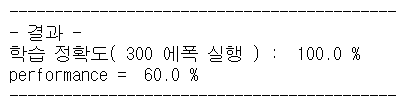 - 결과 -
학습 정확도( 300 에폭 실행 ) :  100.0 %
performance =  60.0 %